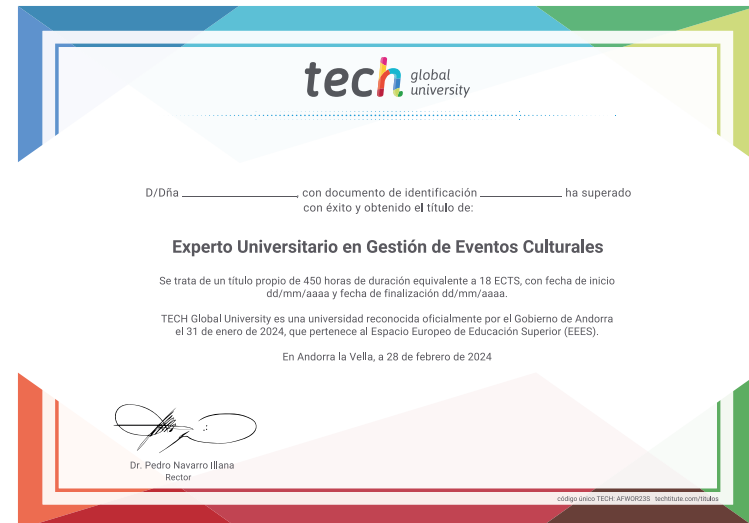 tech global university
D/Dña ____________________, con documento de identificación ______________ ha superado
con éxito y obtenido el título de:
Experto Universitario en Gestión de Eventos Culturales
Se trata de un título propio de 450 horas de duración equivalente a 18 ECTS, con fecha de inicio
dd/mm/aaaa y fecha de finalización dd/mm/aaaa.
TECH Global University es una universidad reconocida oficialmente por el Gobierno de Andorra
el 31 de enero de 2024, que pertenece al Espacio Europeo de Educación Superior (EEES).
En Andorra la Vella, a 28 de febrero de 2024
Dr. Pedro Navarro Illana
Rector
código único TECH: AFWOR23S techtitute.com/titulos